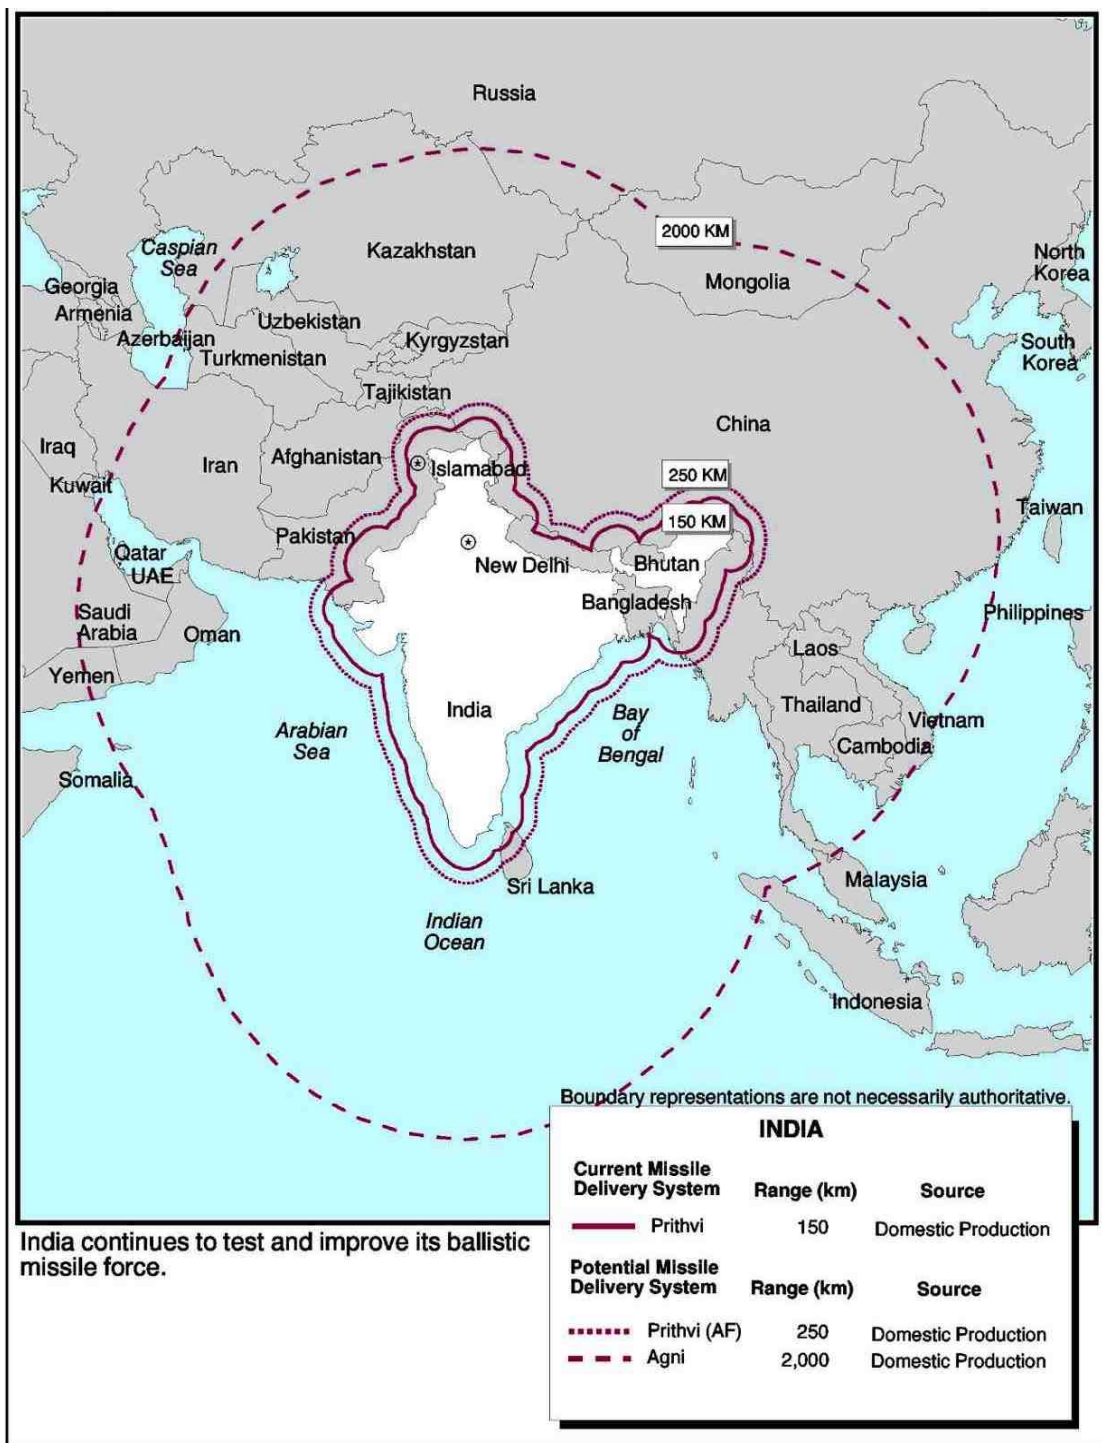 Russia
2000 KM
Caspian
Sea
Kazakhstan
North
Korea
Georgia
Mongolia
Armenia
Uzbekistan
Azerbaijan
Kyrgyzstan
South
Korea
Turkmenistan
Tajikistan
China
Iraq
Iran
Afghanistan
Islamabad
250 KM
Kuwait
150 KM
Taiwan
Pakistan
Qatar
New Delhi
Bhutan
UAE
Bangladesh
Saudi
Arabia
Oman
Philippines
Laos
Yemen
India
Thailand
Vietnam
Arabian
Sea
Bay
of
Bengal
Cambodia
Somalia
Sri Lanka
Malaysia
Indian
Ocean
Indonesia
Boundary representations are not necessarily authoritative.
INDIA
Current Missile
Delivery System Range (km) Source
Prithvi 150 Domestic Production
Potential Missile
Delivery System Range (km) Source
Prithvi (AF) 250 Domestic Production
Agni 2,000 Domestic Production
India continues to test and improve its ballistic
missile force.